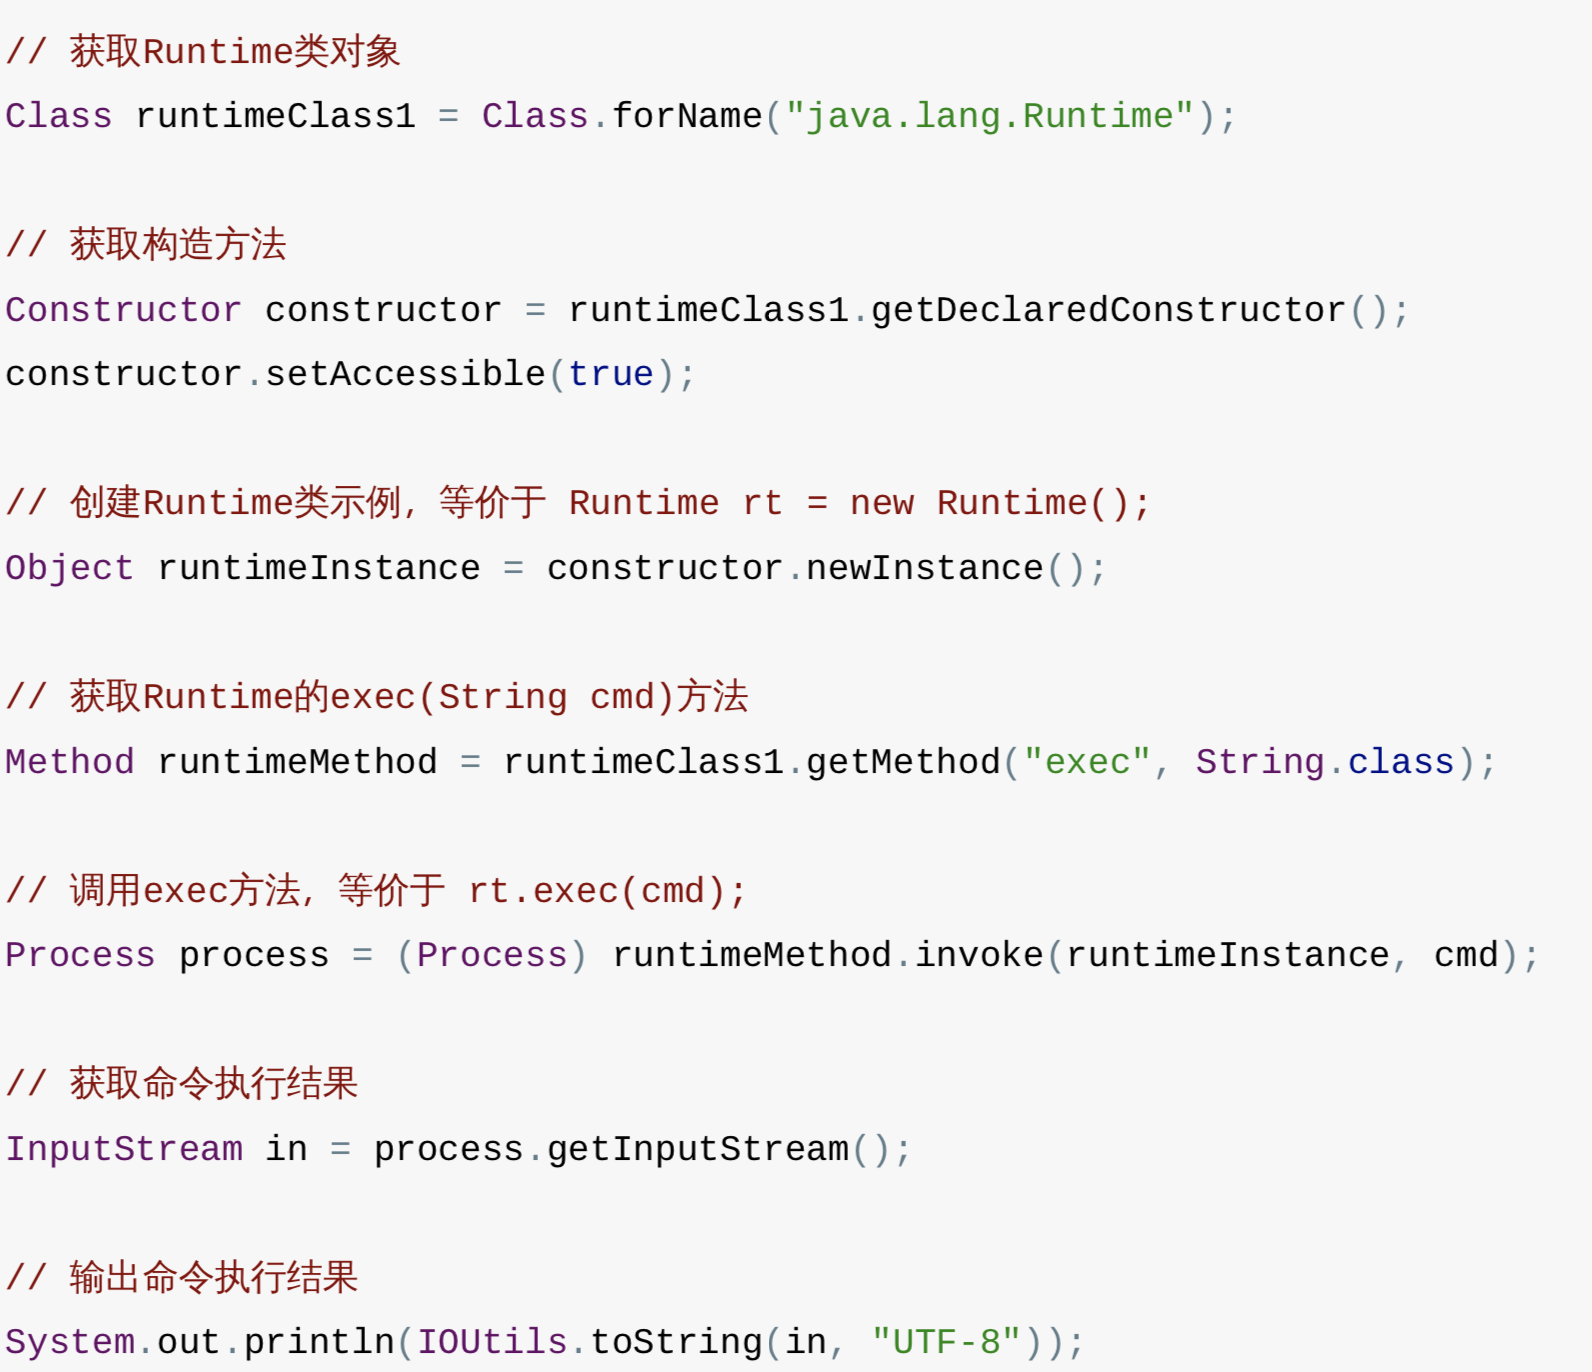 // 获取Runtime类对象
Class runtimeClass1 = Class.forName("java.lang.Runtime");
// 获取构造方法
Constructor constructor = runtimeClass1.getDeclaredConstructor();
constructor.setAccessible(true);
// 创建Runtime类示例, 等价于 Runtime rt = new Runtime();
Object runtimeInstance = constructor.newInstance();
// 获取Runtime的exec(String cmd)方法
Method runtimeMethod = runtimeClass1.getMethod("exec", String.class);
// 调用exec方法, 等价于 rt.exec(cmd);
Process process = (Process) runtimeMethod.invoke(runtimeInstance, cmd);
// 获取命令执行结果
InputStream in = process.getInputStream();
// 输出命令执行结果
System.out.println(IOUtils.toString(in, "UTF-8"));